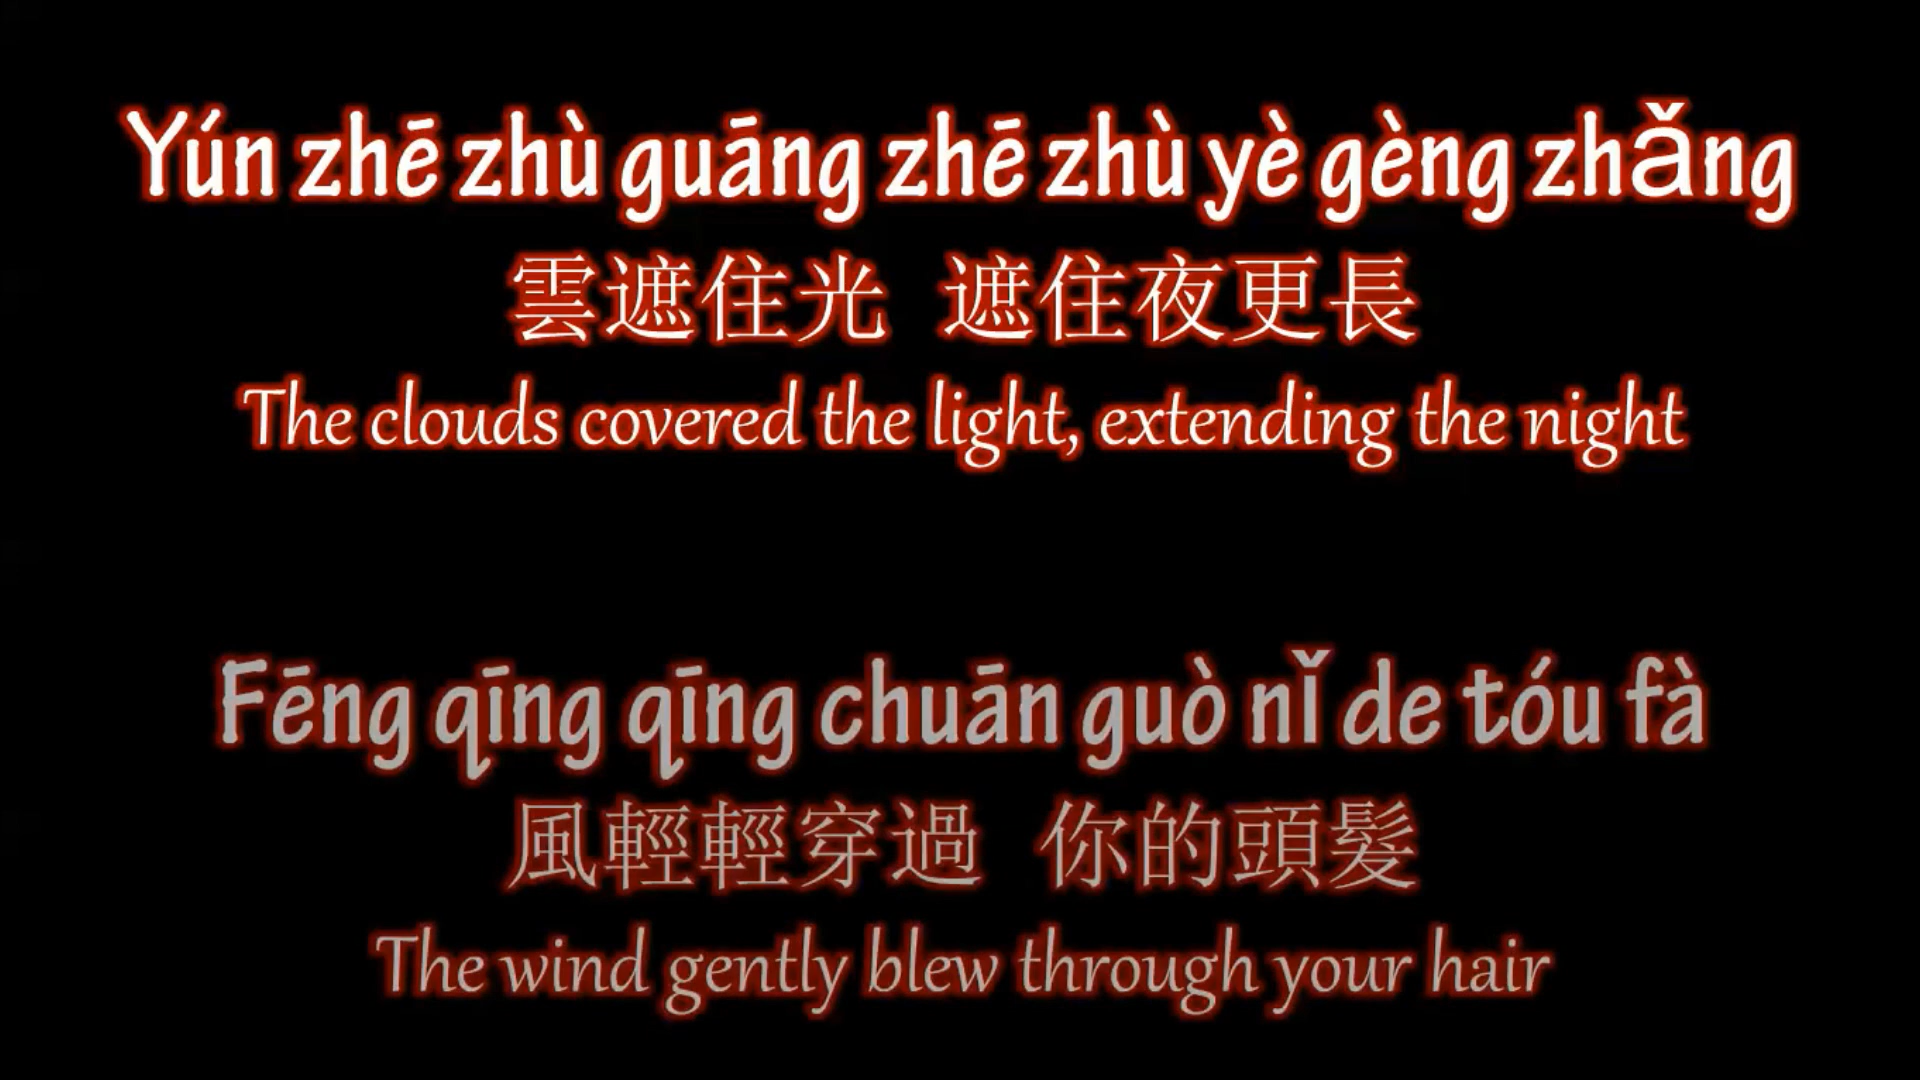 Yún zhē zhù guāng zhē zhù yè gèng zhǎng
雲遮住光 遮住夜更長
The clouds covered the light, extending the night
Fēng qīng qīng chuān guò nǐ de tóu fà
風輕輕穿過 你的頭髮
The wind gently blew through your hair